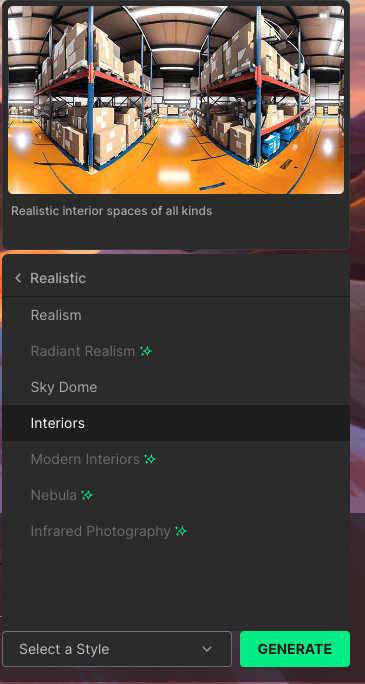 Realistic interior spaces of all kinds
Realistic
Realism
Radiant Realism
Sky Dome
Interiors
Modern Interiors
Nebula
Infrared Photography
Select a Style
GENERATE